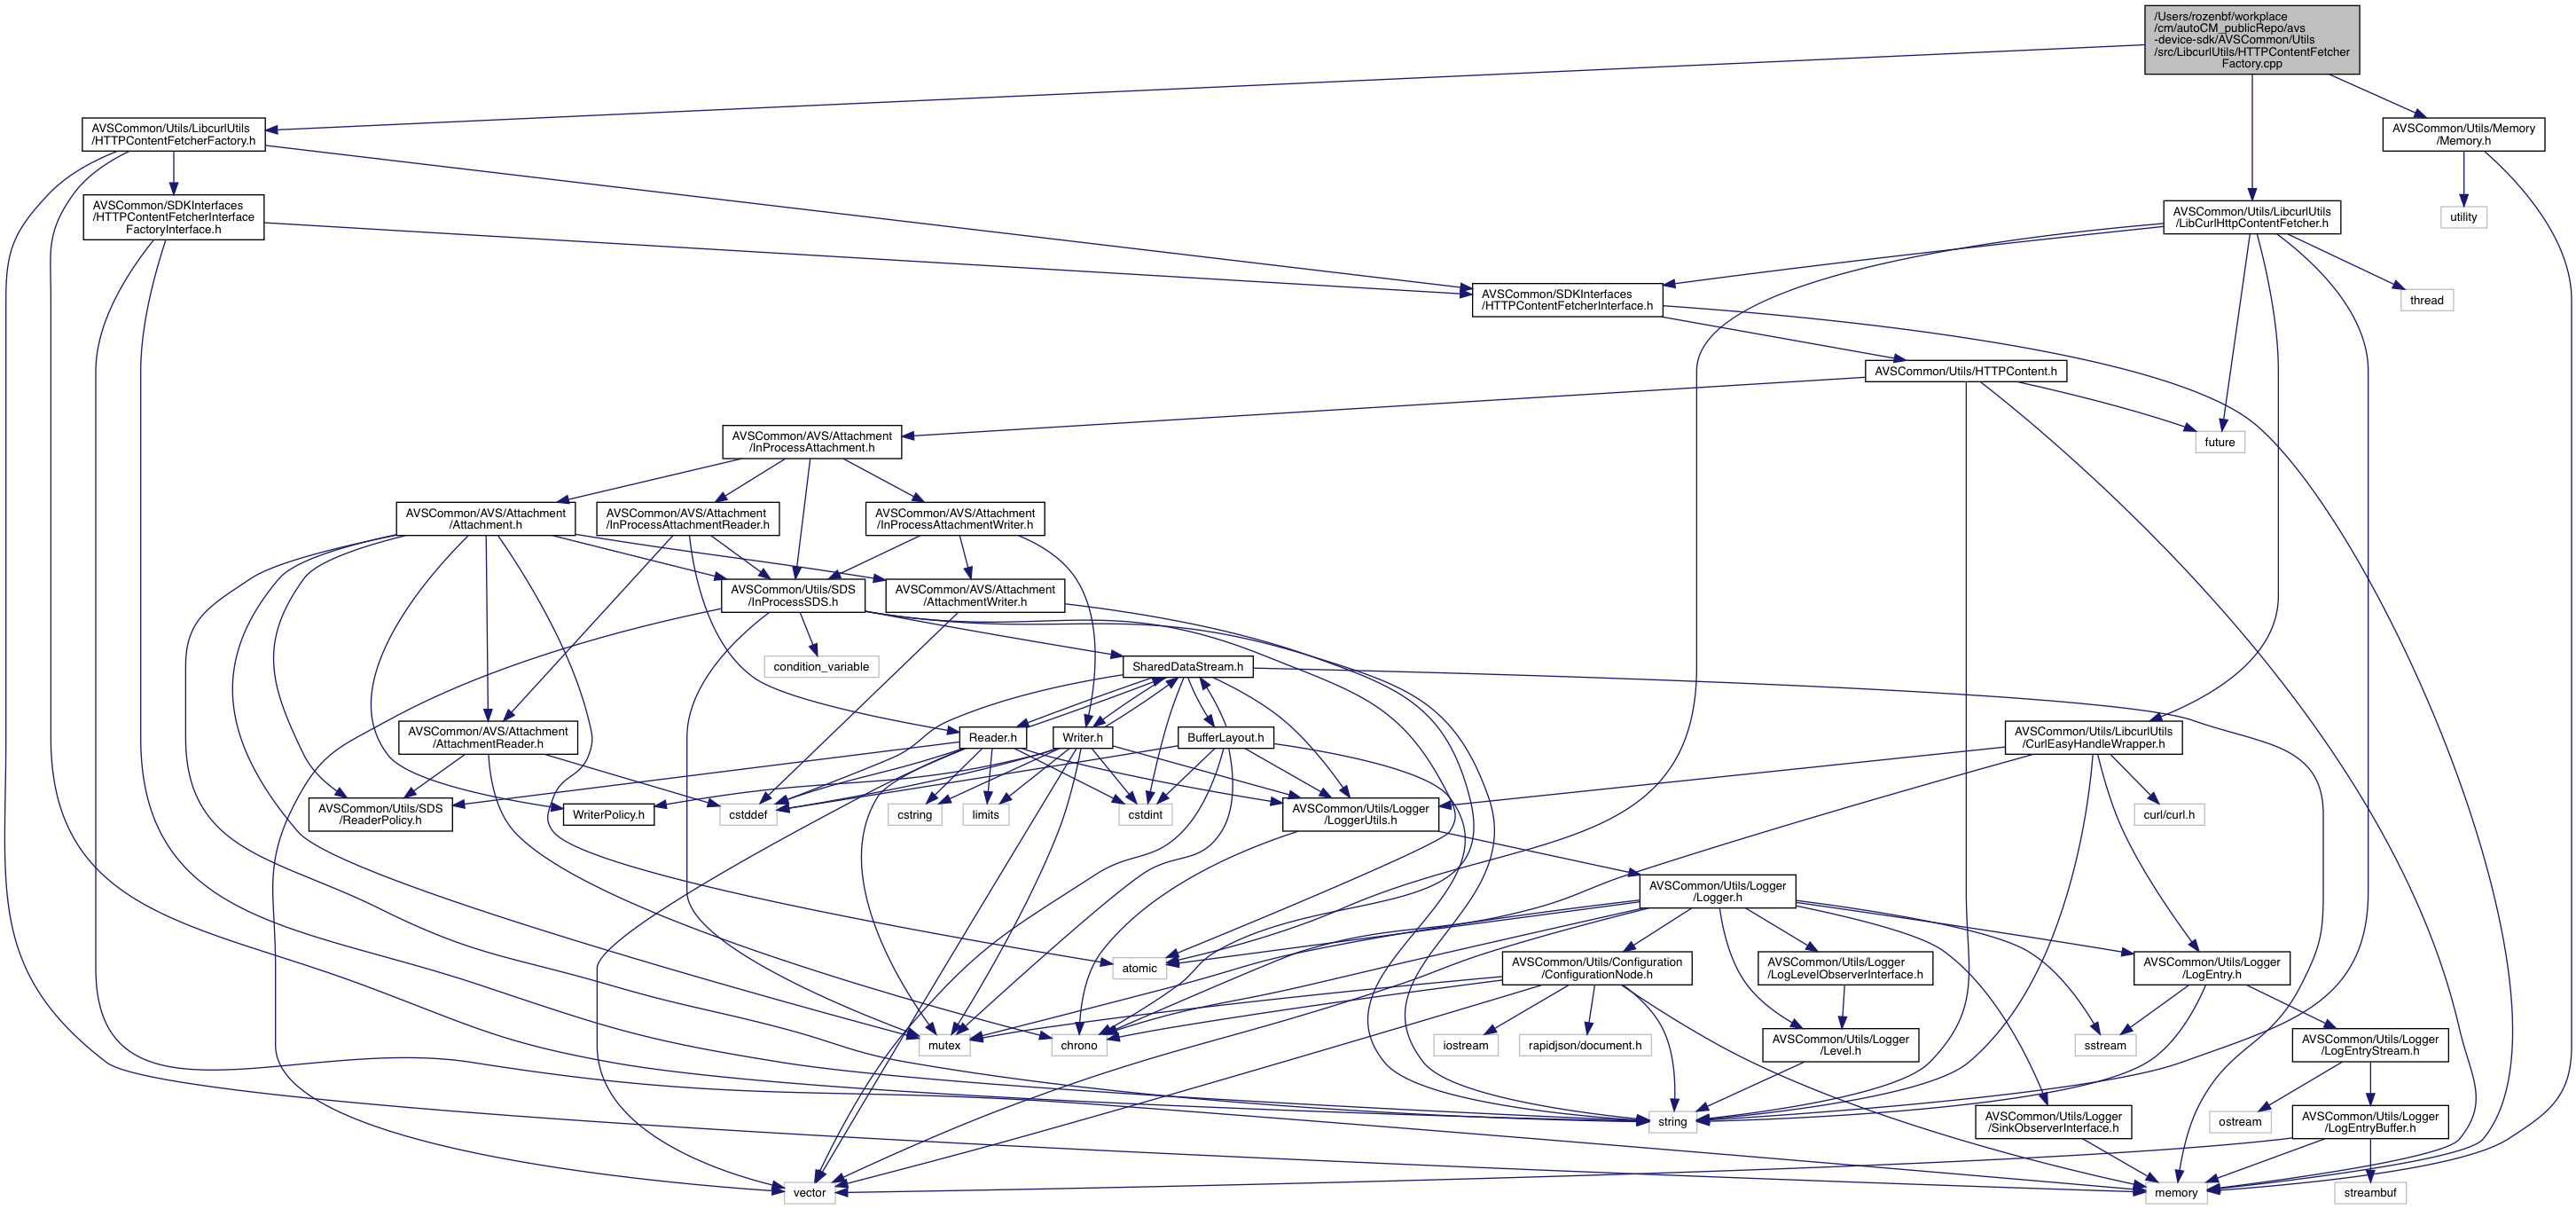 /Users/rozenbf/workplace
/cm/autoCM_publicRepo/avs
-device-sdk/AVSCommon/Utils
/src/LibcurlUtils/HTTPContentFetcher
Factory.cpp
AVSCommon/Utils/LibcurlUtils
/HTTPContentFetcherFactory.h
AVSCommon/Utils/Memory
/Memory.h
AVSCommon/SDKInterfaces
/HTTPContentFetcherInterface
FactoryInterface.h
AVSCommon/Utils/LibcurlUtils
/LibCurlHttpContentFetcher.h
utility
AVSCommon/SDKInterfaces
/HTTPContentFetcherInterface.h
thread
AVSCommon/Utils/HTTPContent.h
AVSCommon/AVS/Attachment
/InProcessAttachment.h
future
AVSCommon/AVS/Attachment
/Attachment.h
AVSCommon/AVS/Attachment
/InProcessAttachmentReader.h
AVSCommon/AVS/Attachment
/InProcessAttachmentWriter.h
AVSCommon/Utils/SDS
/InProcessSDS.h
AVSCommon/AVS/Attachment
/AttachmentWriter.h
condition_variable
SharedDataStream.h
AVSCommon/AVS/Attachment
/AttachmentReader.h
Reader.h
Writer.h
BufferLayout.h
AVSCommon/Utils/LibcurlUtils
/CurlEasyHandleWrapper.h
AVSCommon/Utils/SDS
/ReaderPolicy.h
WriterPolicy.h
cstddef
cstring
limits
cstdint
AVSCommon/Utils/Logger
/LoggerUtils.h
curl/curl.h
AVSCommon/Utils/Logger
/Logger.h
atomic
AVSCommon/Utils/Configuration
/ConfigurationNode.h
AVSCommon/Utils/Logger
/LogLevelObserverInterface.h
AVSCommon/Utils/Logger
/LogEntry.h
mutex
chrono
iostream
rapidjson/document.h
AVSCommon/Utils/Logger
/Level.h
sstream
AVSCommon/Utils/Logger
/LogEntryStream.h
string
AVSCommon/Utils/Logger
/SinkObserverInterface.h
ostream
AVSCommon/Utils/Logger
/LogEntryBuffer.h
vector
memory
streambuf